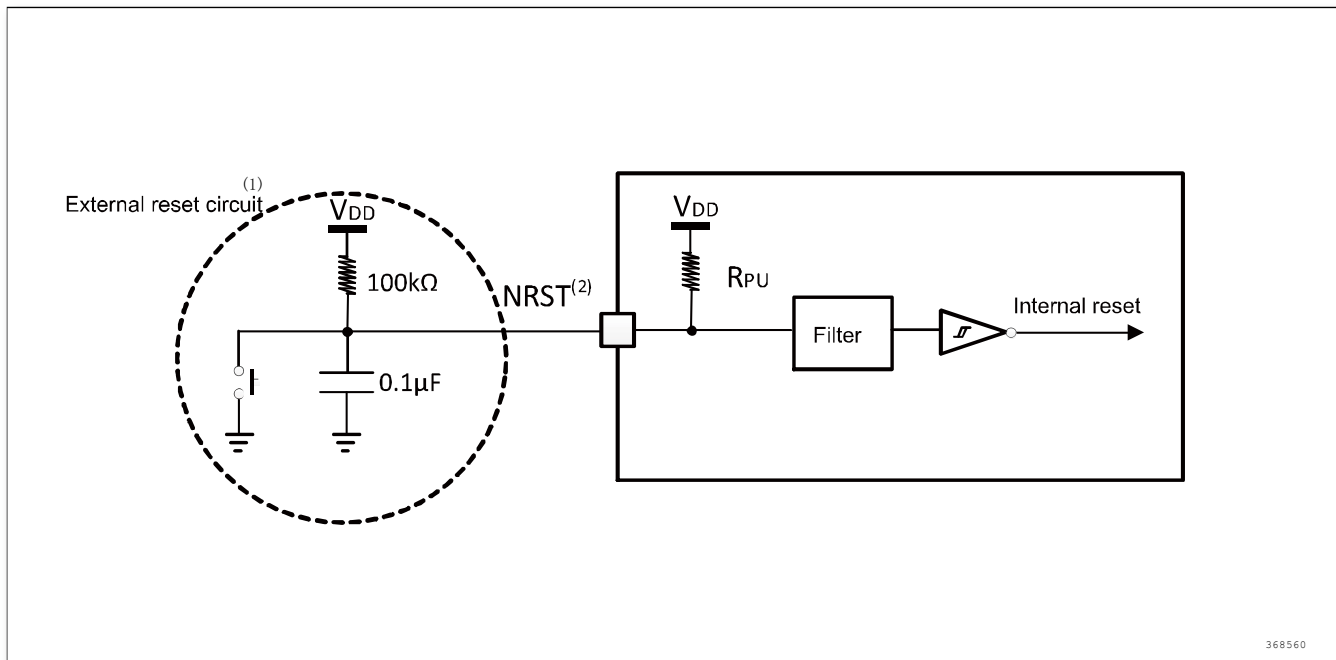 (1)
External reset circuit
VDD
100kΩ
0.1μF
NRST(2)
VDD
RPU
Filter
Internal reset
368560